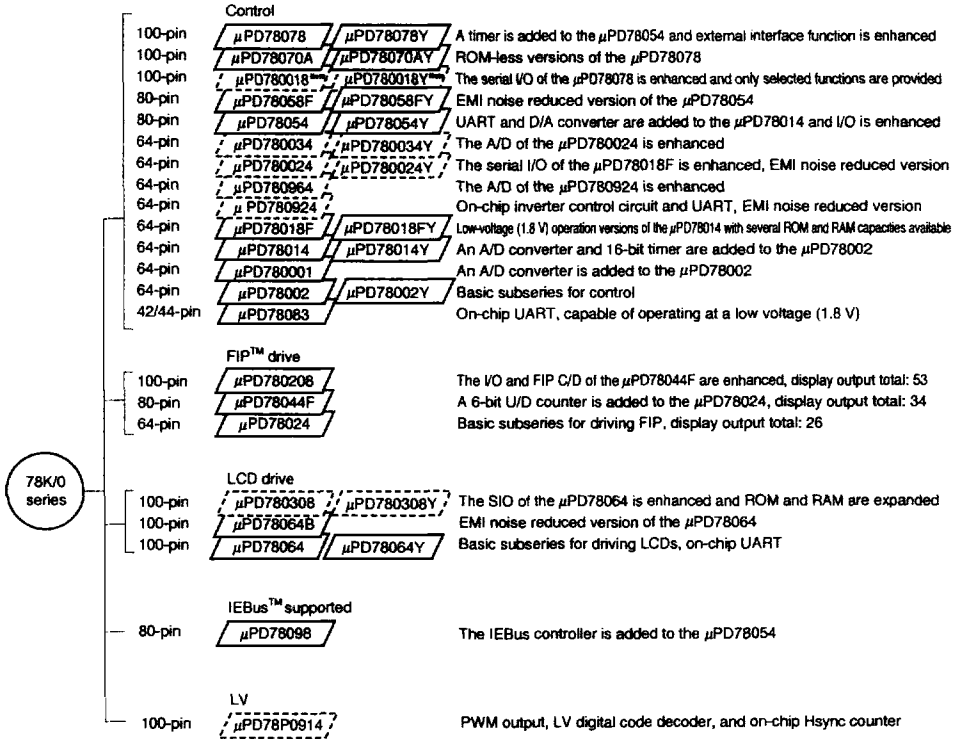 Control
100-pin μPD78078 μPD78078Y A timer is added to the μPD78054 and external interface function is enhanced
100-pin μPD78070A μPD78070AY ROM-less versions of the μPD78078
100-pin μPD780018 μPD780018Y The serial I/O of the μPD78078 is enhanced and only selected functions are provided
80-pin μPD78058F μPD78058FY EMI noise reduced version of the μPD78054
80-pin μPD78054 μPD78054Y UART and D/A converter are added to the μPD78014 and I/O is enhanced
64-pin μPD780034 μPD780034Y The A/D of the μPD780024 is enhanced
64-pin μPD780024 μPD780024Y The serial I/O of the μPD78018F is enhanced, EMI noise reduced version
64-pin μPD780964 The A/D of the μPD780924 is enhanced
64-pin μPD780924 On-chip inverter control circuit and UART, EMI noise reduced version
64-pin μPD78018F μPD78018FY Low-voltage (1.8 V) operation versions of the μPD78014 with several ROM and RAM capacities available
64-pin μPD78014 μPD78014Y An A/D converter and 16-bit timer are added to the μPD78002
64-pin μPD780001 An A/D converter is added to the μPD78002
64-pin μPD78002 μPD78002Y Basic subseries for control
42/44-pin μPD78083 On-chip UART, capable of operating at a low voltage (1.8 V)
FIP™ drive
100-pin μPD780208 The I/O and FIP C/D of the μPD78044F are enhanced, display output total: 53
80-pin μPD78044F A 6-bit U/D counter is added to the μPD78024, display output total: 34
64-pin μPD78024 Basic subseries for driving FIP, display output total: 26
78K/0
series
LCD drive
100-pin μPD780308 μPD780308Y The SIO of the μPD78064 is enhanced and ROM and RAM are expanded
100-pin μPD78064B EMI noise reduced version of the μPD78064
100-pin μPD78064 μPD78064Y Basic subseries for driving LCDs, on-chip UART
IEBus™ supported
80-pin μPD78098 The IEBus controller is added to the μPD78054
LV
100-pin μPD78P0914 PWM output, LV digital code decoder, and on-chip Hsync counter